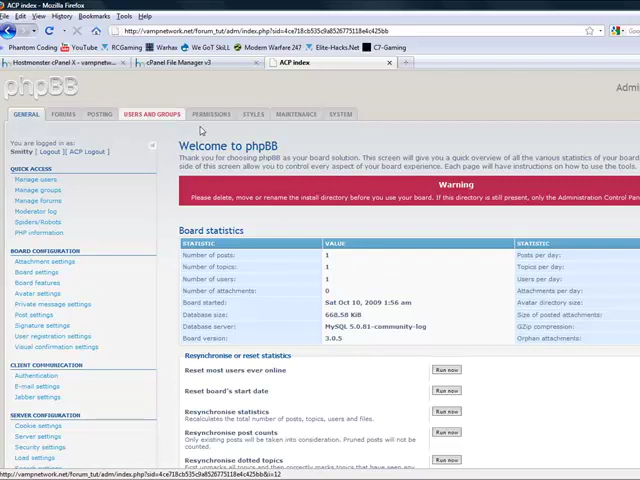 ACP index - Mozilla Firefox
File Edit View History Bookmarks Tools Help
http://vampnetwork.net/forum_tut/adm/index.php?sid=4ce718cb535c9a0528526775118e4c425bb
Phantom Coding YouTube RCGaming Warhax We GoT SkiLL Modern Warfare 247 Elite-Hacks.Net C7-Gaming
Hostmonster cPanel X - vampnetw... cPanel File Manager v3 ACP index
phpBB
Admi
GENERAL FORUMS POSTING USERS AND GROUPS PERMISSIONS STYLES MAINTENANCE SYSTEM
You are logged in as:
Smitty [ Logout ][ ACP Logout ]
QUICK ACCESS
Manage users
Manage groups
Manage forums
Moderator log
Spiders/Robots
PHP information
BOARD CONFIGURATION
Attachment settings
Board settings
Board features
Avatar settings
Private message settings
Post settings
Signature settings
User registration settings
Visual confirmation settings
CLIENT COMMUNICATION
Authentication
E-mail settings
Jabber settings
SERVER CONFIGURATION
Cookie settings
Server settings
Security settings
Load settings
Welcome to phpBB
Thank you for choosing phpBB as your board solution. This screen will give you a quick overview of all the various statistics of your board.
side of this screen allow you to control every aspect of your board experience. Each page will have instructions on how to use the tools.
Warning
Please delete, move or rename the install directory before you use your board. If this directory is still present, only the Administration Control Pan
Board statistics
STATISTIC VALUE STATISTIC
Number of posts: 1 Posts per day:
Number of topics: 1 Topics per day:
Number of users: 1 Users per day:
Number of attachments: 0 Attachments per day:
Board started: Sat Oct 10, 2009 1:56 am Avatar directory size:
Database size: 668.58 KiB Size of posted attachments:
Database server: MySQL 5.0.81-community-log GZip compression:
Board version: 3.0.5 Orphan attachments:
Resynchronise or reset statistics
Reset most users ever online Run now
Reset board's start date Run now
Resynchronise statistics Run now
Recalculates the total number of posts, topics, users and files.
Resynchronise post counts Run now
Only existing posts will be taken into consideration. Pruned posts will not be
counted.
Resynchronise dotted topics Run now